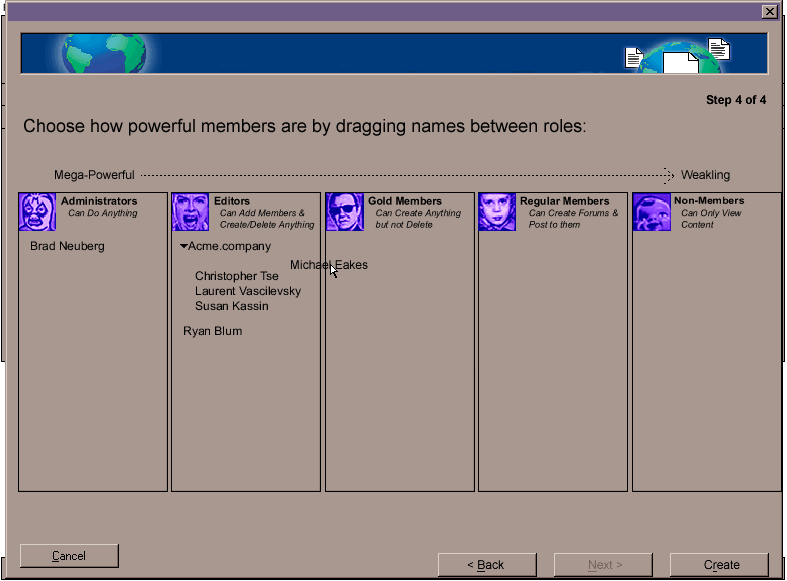 Step 4 of 4
Choose how powerful members are by dragging names between roles:
Mega-Powerful
Weakling
Administrators
Can Do Anything
Editors
Can Add Members &
Create/Delete Anything
Gold Members
Can Create Anything
but not Delete
Regular Members
Can Create Forums &
Post to them
Non-Members
Can Only View
Content
Brad Neuberg
Acme.company
Michael Eakes
Christopher Tse
Laurent Vascilevsky
Susan Kassin
Ryan Blum
Cancel
< Back
Next >
Create